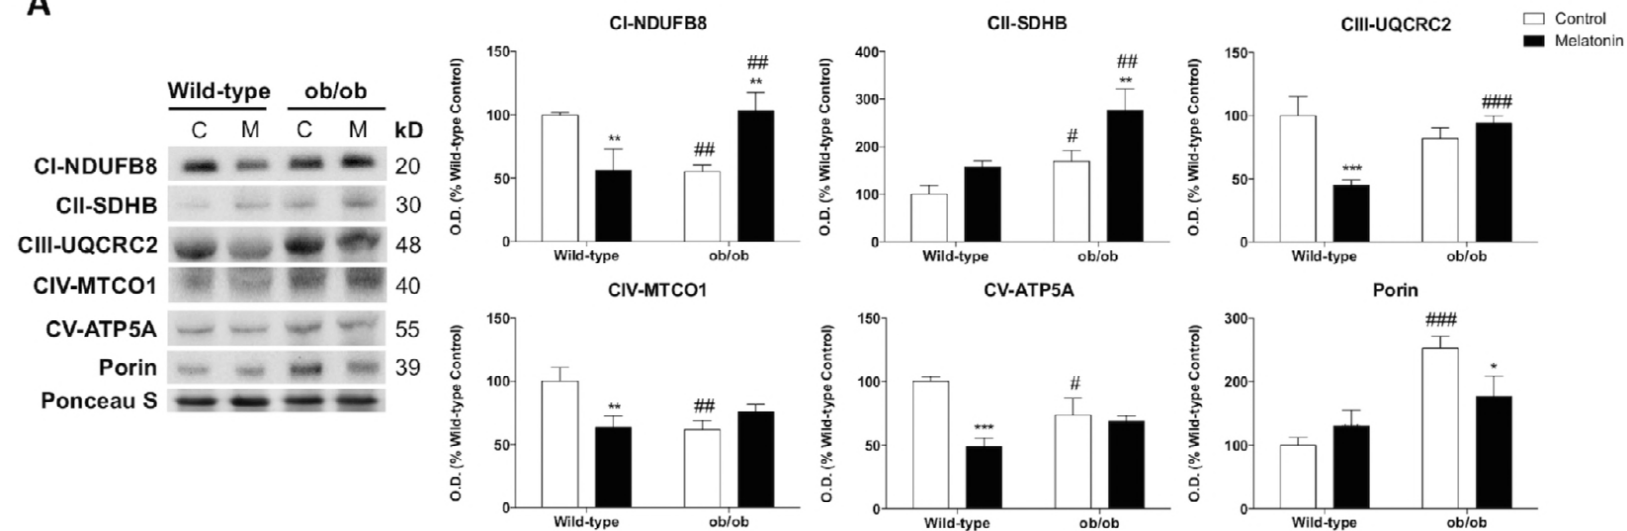 A
Wild-type ob/ob
C M C M kD
CI-NDUFB8 20
CII-SDHB 30
CIII-UQCRC2 48
CIV-MTCO1 40
CV-ATP5A 55
Porin 39
Ponceau S
CI-NDUFB8
O.D. (% Wild-type Control)
150
100
50
0
**
##
##
**
Wild-type ob/ob
CII-SDHB
O.D. (% Wild-type Control)
400
300
200
100
0
#
##
**
Wild-type ob/ob
CIII-UQCRC2
O.D. (% Wild-type Control)
150
100
50
0
***
###
Wild-type ob/ob
Control
Melatonin
CIV-MTCO1
O.D. (% Wild-type Control)
150
100
50
0
**
##
Wild-type ob/ob
CV-ATP5A
O.D. (% Wild-type Control)
150
100
50
0
***
#
Wild-type ob/ob
Porin
O.D. (% Wild-type Control)
300
200
100
0
###
*
Wild-type ob/ob